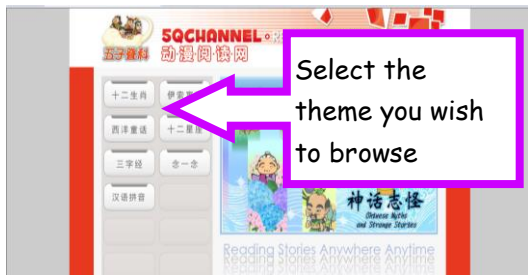 五子登科
5QCHANNEL
动漫阅读网
Select the
theme you wish
to browse
十二生肖
西洋童话
十二星座
三字经
念一念
汉语拼音
神话志怪
Chinese Myths
and Strange Stories
Reading Stories Anywhere Anytime